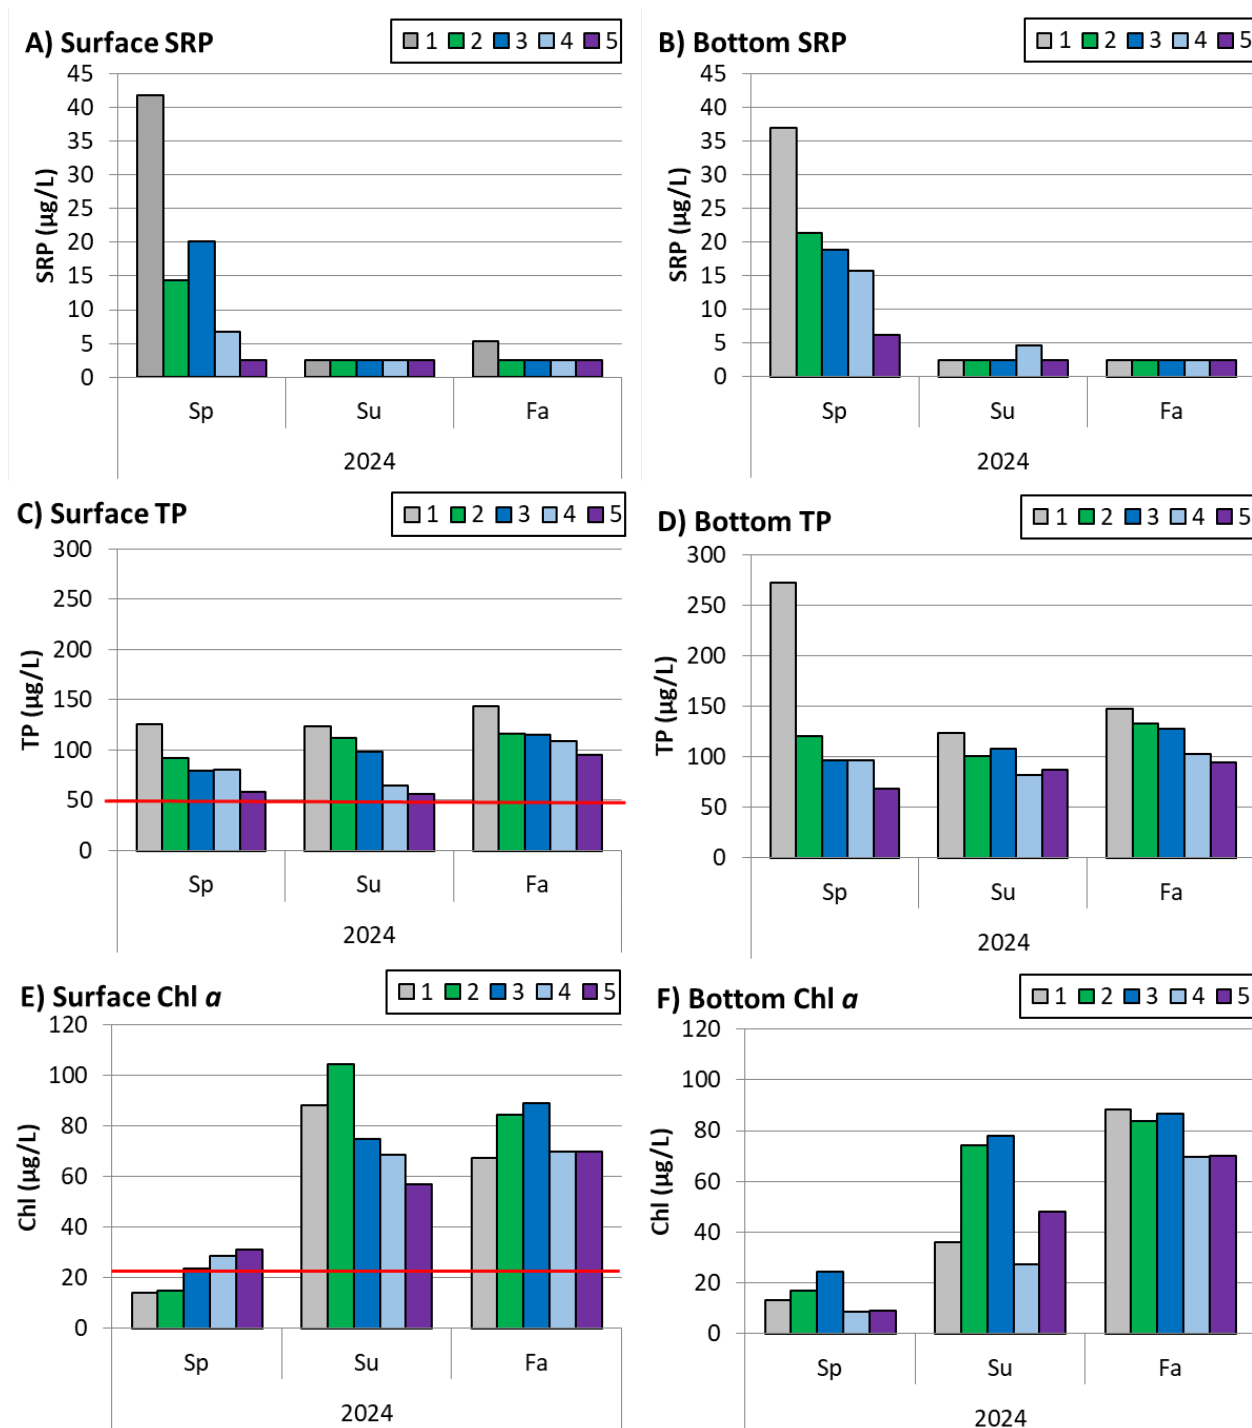 A) Surface SRP
1 2 3 4 5
45
40
35
30
25
20
15
10
5
0
SRP (µg/L)
Sp Su Fa
2024
B) Bottom SRP
1 2 3 4 5
45
40
35
30
25
20
15
10
5
0
SRP (µg/L)
Sp Su Fa
2024
C) Surface TP
1 2 3 4 5
300
250
200
150
100
50
0
TP (µg/L)
Sp Su Fa
2024
D) Bottom TP
1 2 3 4 5
300
250
200
150
100
50
0
TP (µg/L)
Sp Su Fa
2024
E) Surface Chl a
1 2 3 4 5
120
100
80
60
40
20
0
Chl (µg/L)
Sp Su Fa
2024
F) Bottom Chl a
1 2 3 4 5
120
100
80
60
40
20
0
Chl (µg/L)
Sp Su Fa
2024